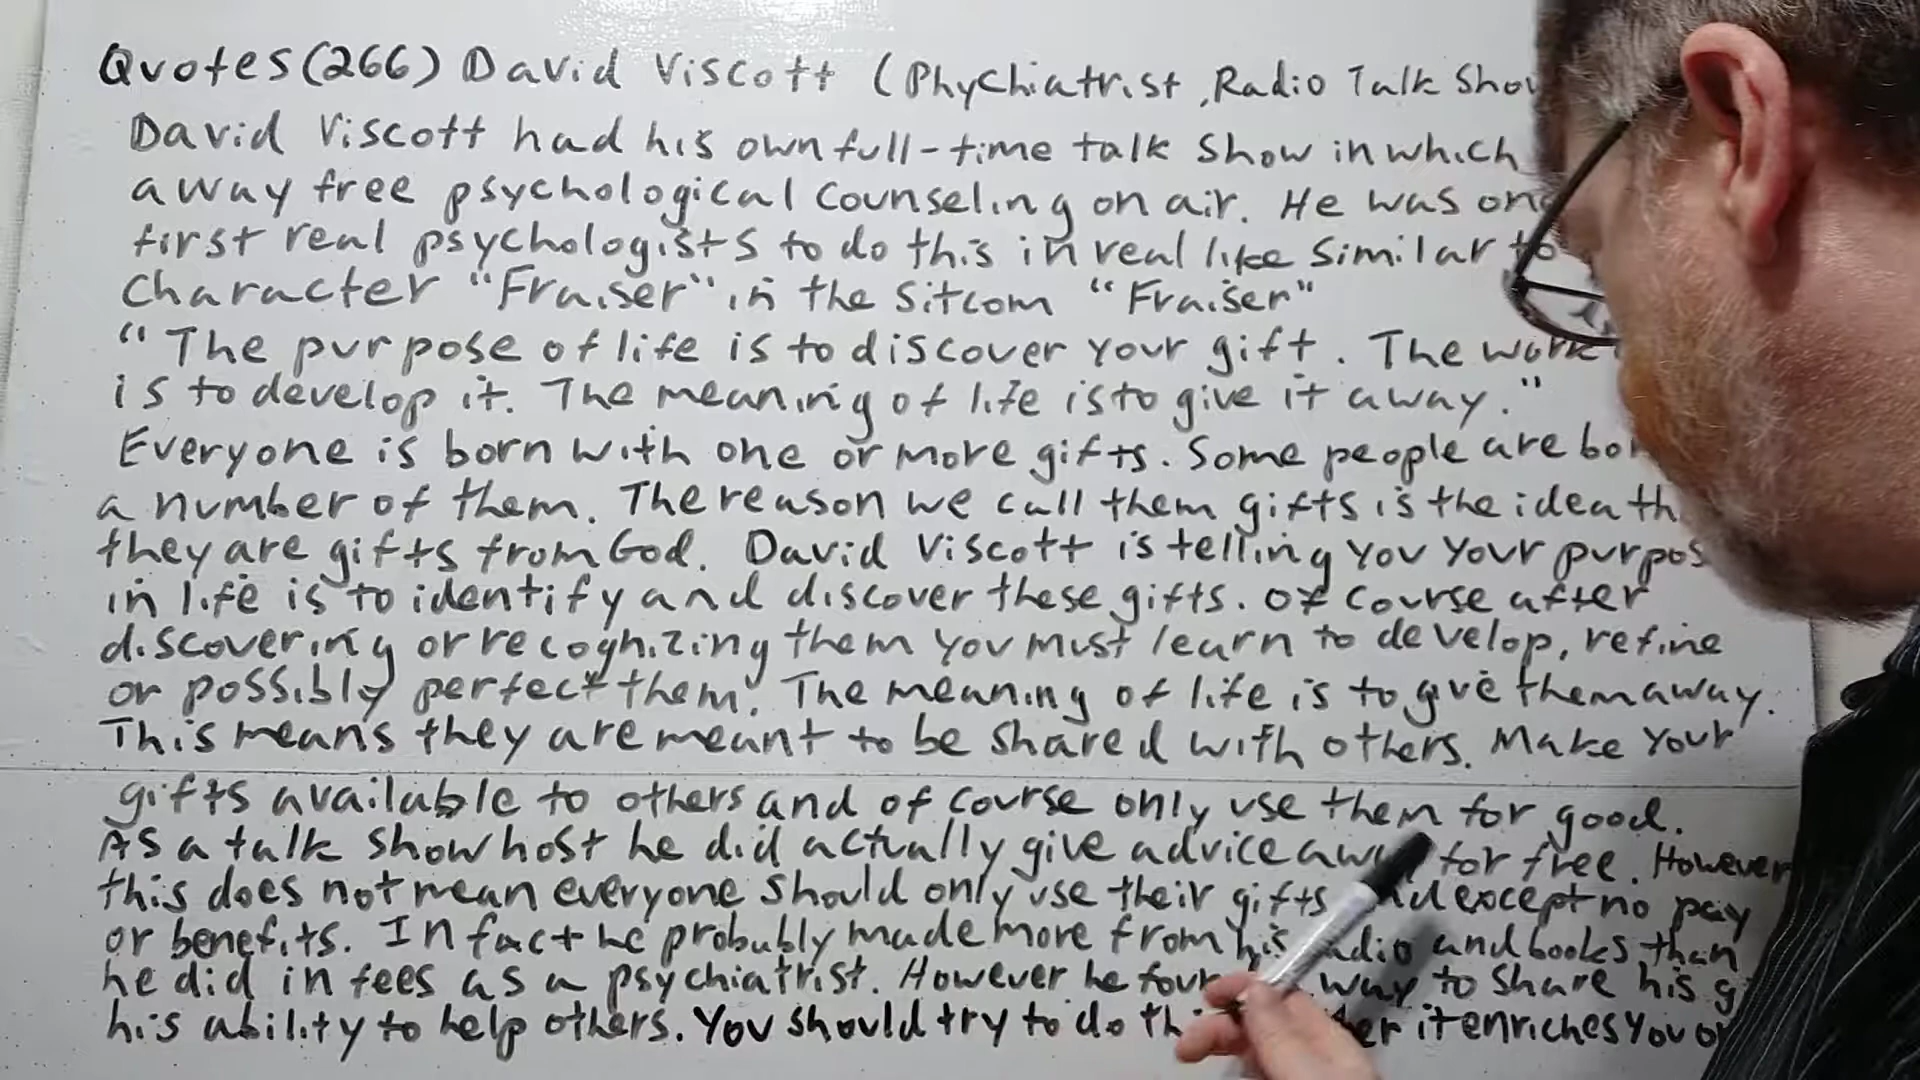 Quotes(266) David Viscott (Phychiatrist, Radio Talk Show
David Viscott had his own full-time talk show in which
away free psychological counseling on air. He was one
first real psychologists to do this in real like similar to
character "Fraiser" in the sitcom "Fraiser"
"The purpose of life is to discover your gift. The work
is to develop it. The meaning of life is to give it away."
Everyone is born with one or more gifts. Some people are
a number of them. The reason we call them gifts is the idea
they are gifts from God. David Viscott is telling you your
in life is to identify and discover these gifts. Of course after
discovering or recoghizing them you must learn to develop, refine
or possibly perfect them. The meaning of life is to give them away.
This means they are meant to be shared with others. Make your
gifts available to others and of course only use them for good.
As a talk show host he did actually give advice away for free. However
this does not mean everyone should only use their gifts and except no pay
or benefits. In fact he probably made more from his radio and books than
he did in fees as a psychiatrist. However he way to share his
his ability to help others. You should try to do it enriches you